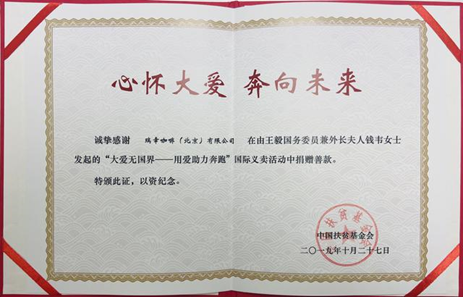 心怀大爱 奔向未来
诚挚感谢 瑞幸咖啡（北京）有限公司 在由王毅国务委员兼外长夫人钱韦女士
发起的“大爱无国界——用爱助力奔跑”国际义卖活动中捐赠善款。
特颁此证，以资纪念。
中国扶贫基金会
二〇一九年十月二十七日